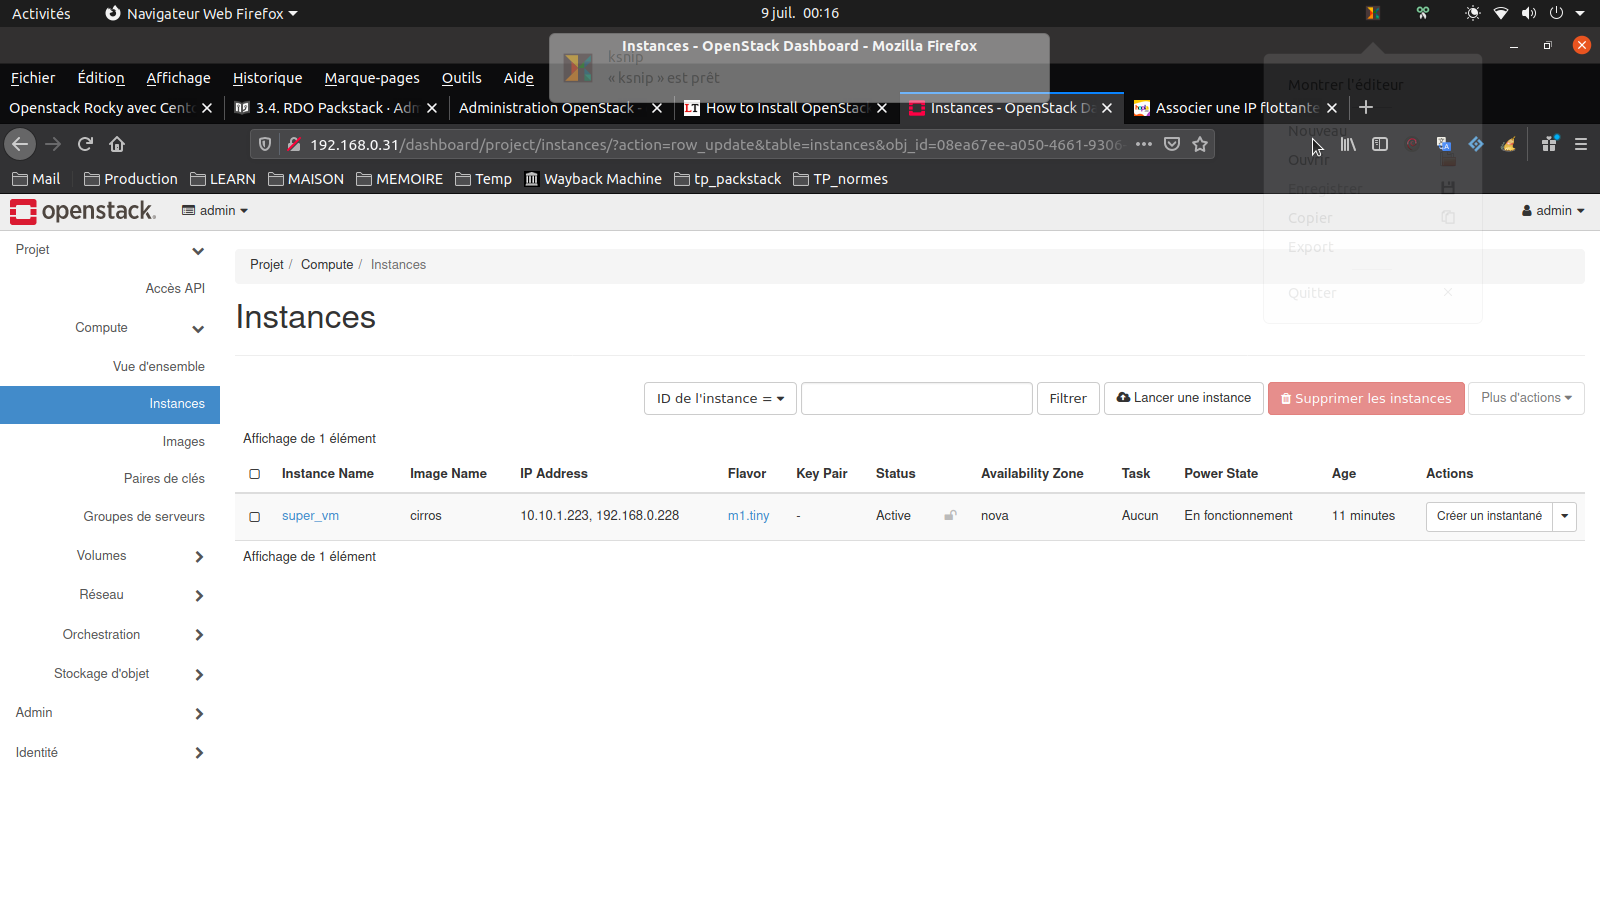 Activités
Navigateur Web Firefox
9 juil.  00:16
Instances - OpenStack Dashboard - Mozilla Firefox
ksnip
« ksnip » est prêt
Fichier Édition Affichage Historique Marque-pages Outils Aide
Montrer l'éditeur
Openstack Rocky avec Cent
3.4. RDO Packstack · Adm
Administration OpenStack -
LT How to Install OpenStack
Instances - OpenStack Da
Associer une IP flottante
Nouveau
192.168.0.31/dashboard/project/instances/?action=row_update&table=instances&obj_id=08ea67ee-a050-4661-9306-
Ouvrir
Mail Production LEARN MAISON MEMOIRE Temp Wayback Machine tp_packstack TP_normes
Enregistrer
openstack.
admin
Copier
admin
Export
Quitter
Projet
Accès API
Compute
Vue d'ensemble
Instances
Images
Paires de clés
Groupes de serveurs
Volumes
Réseau
Orchestration
Stockage d'objet
Admin
Identité
Projet / Compute / Instances
Instances
ID de l'instance =
Filtrer
Lancer une instance
Supprimer les instances
Plus d'actions
Affichage de 1 élément
Instance Name Image Name IP Address Flavor Key Pair Status Availability Zone Task Power State Age Actions
super_vm cirros 10.10.1.223, 192.168.0.228 m1.tiny - Active nova Aucun En fonctionnement 11 minutes Créer un instantané
Affichage de 1 élément